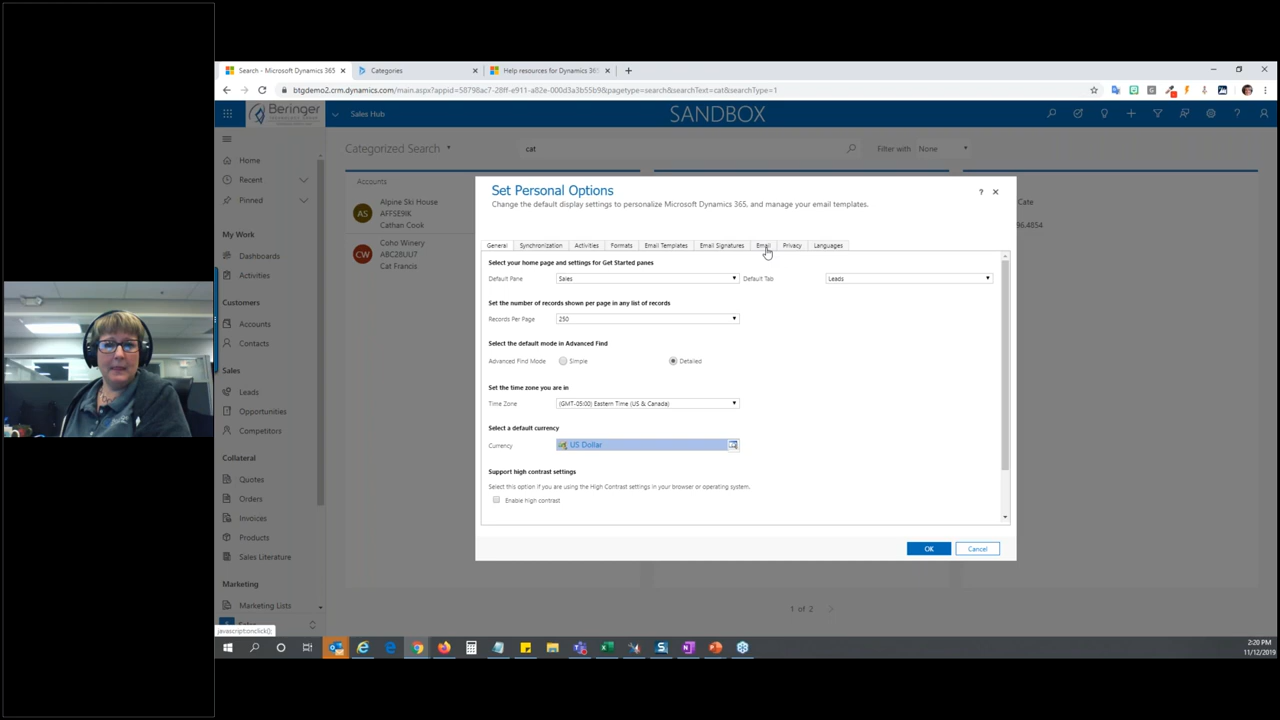 Search - Microsoft Dynamics 365
Categories
Help resources for Dynamics 365
btgdemo2.crm.dynamics.com/main.aspx?appid=58798ac7-28ff-e911-a82e-000d3a3b55b9&pagetype=search&searchText=cat&searchType=1
Beringer
Sales Hub
SANDBOX
Home
Recent
Pinned
My Work
Dashboards
Activities
Customers
Accounts
Contacts
Sales
Leads
Opportunities
Competitors
Collateral
Quotes
Orders
Invoices
Products
Sales Literature
Marketing
Marketing Lists
javascript:onclick();
Categorized Search
cat
Filter with None
Accounts
AS
Alpine Ski House
AFFSE9IK
Cathan Cook
CW
Coho Winery
ABC28UU7
Cat Francis
Cate
96.4854
Set Personal Options
Change the default display settings to personalize Microsoft Dynamics 365, and manage your email templates.
General Synchronization Activities Formats Email Templates Email Signatures Email Privacy Languages
Select your home page and settings for Get Started panes
Default Pane Sales Default Tab Leads
Set the number of records shown per page in any list of records
Records Per Page 250
Select the default mode in Advanced Find
Advanced Find Mode Simple Detailed
Set the time zone you are in
Time Zone (GMT-05:00) Eastern Time (US & Canada)
Select a default currency
Currency US Dollar
Support high contrast settings
Select this option if you are using the High Contrast settings in your browser or operating system.
Enable high contrast
OK Cancel
1 of 2
2:20 PM
11/12/2019